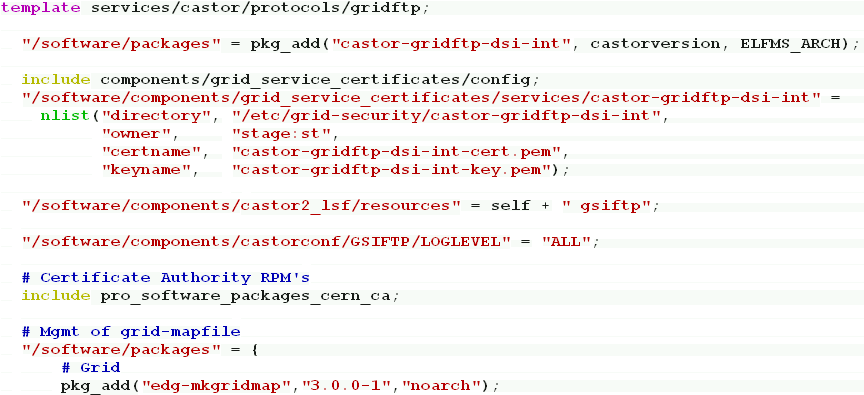 template services/castor/protocols/gridftp;
"/software/packages" = pkg_add("castor-gridftp-dsi-int", castorversion, ELFMS_ARCH);
include components/grid_service_certificates/config;
"/software/components/grid_service_certificates/services/castor-gridftp-dsi-int" =
nlist("directory", "/etc/grid-security/castor-gridftp-dsi-int",
"owner", "stage:st",
"certname", "castor-gridftp-dsi-int-cert.pem",
"keyname", "castor-gridftp-dsi-int-key.pem");
"/software/components/castor2_lsf/resources" = self + " gsiftp";
"/software/components/castorconf/GSIFTP/LOGLEVEL" = "ALL";
# Certificate Authority RPM's
include pro_software_packages_cern_ca;
# Mgmt of grid-mapfile
"/software/packages" = {
# Grid
pkg_add("edg-mkgridmap","3.0.0-1","noarch");